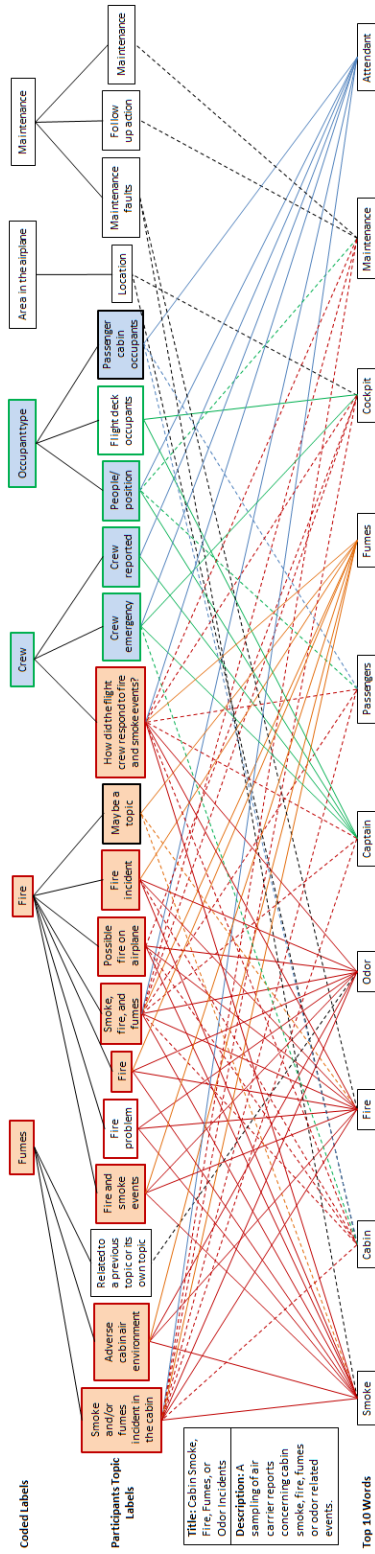 Coded Labels
Fumes
Fire
Crew
Occupant type
Area in the airplane
Maintenance
Participants Topic
Labels
Smoke
and/or
fumes
incident in
the cabin
Adverse
cabin air
environment
Related to
a previous
topic or its
own topic
Fire and
smoke
events
Fire
problem
Fire
Smoke,
fire, and
fumes
Possible
fire on
airplane
Fire
incident
May be a
topic
How did the flight
crew respond to fire
and smoke events?
Crew
emergency
Crew
reported
People/
position
Flight deck
occupants
Passenger
cabin
occupants
Location
Maintenance
faults
Follow
up action
Maintenance
Title: Cabin Smoke,
Fire, Fumes, or
Odor Incidents
Description: A
sampling of air
carrier reports
concerning cabin
smoke, fire, fumes
or odor related
events.
Top 10 Words
Smoke
Cabin
Fire
Odor
Captain
Passengers
Fumes
Cockpit
Maintenance
Attendant